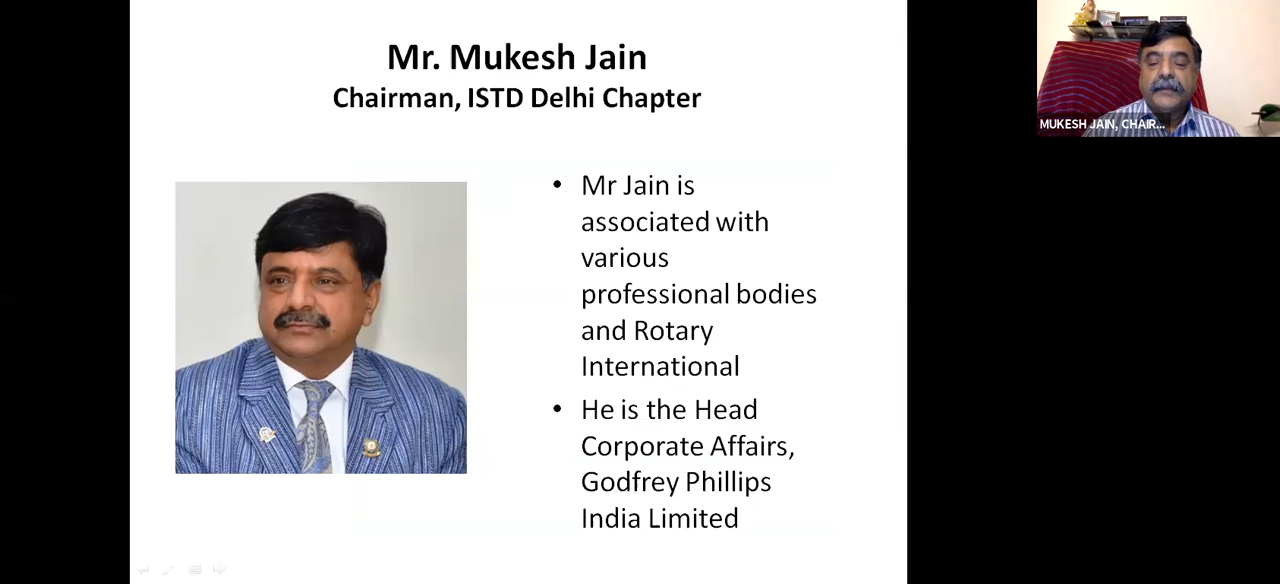 Mr. Mukesh Jain
Chairman, ISTD Delhi Chapter
MUKESH JAIN, CHAIR...
• Mr Jain is
associated with
various
professional bodies
and Rotary
International
• He is the Head
Corporate Affairs,
Godfrey Phillips
India Limited